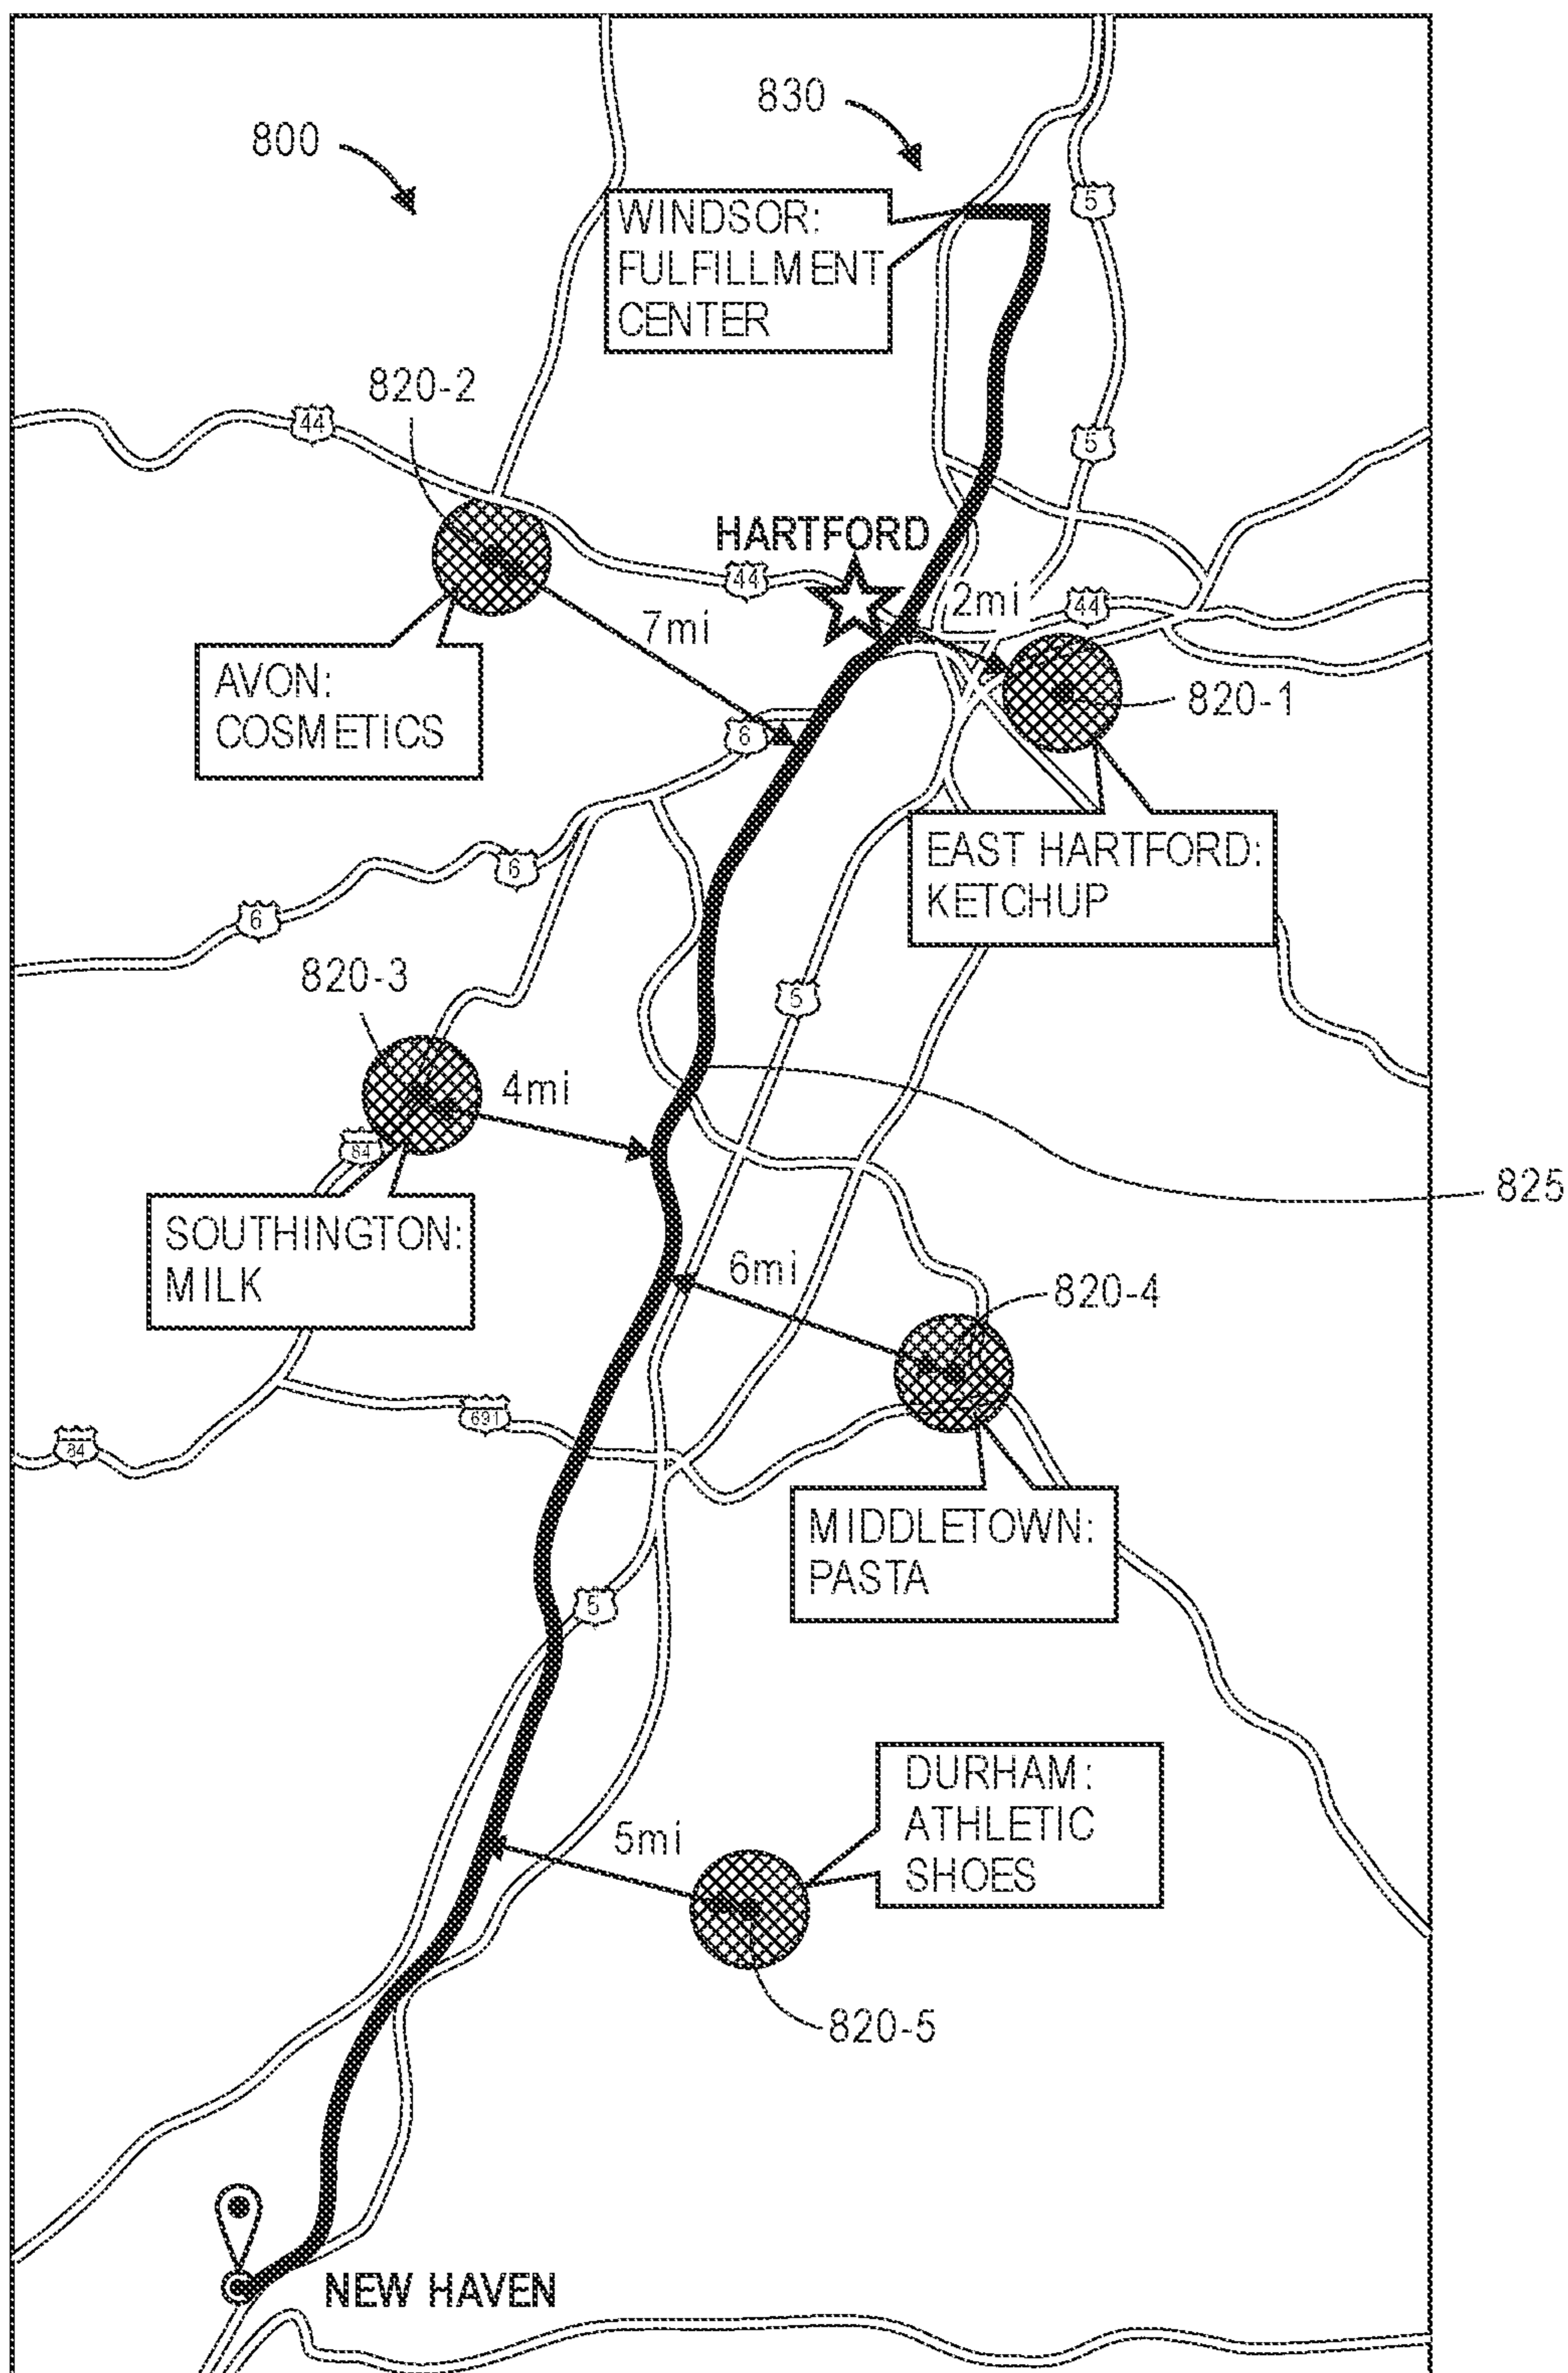 830
800
5
WINDSOR:
FULFILLMENT
CENTER
820-2
44
5
HARTFORD
44
2mi
44
7mi
AVON:
COSMETICS
820-1
6
EAST HARTFORD:
KETCHUP
6
6
820-3
5
4mi
84
825
SOUTHINGTON:
MILK
6mi
820-4
691
84
MIDDLETOWN:
PASTA
5
DURHAM:
ATHLETIC
SHOES
5mi
820-5
NEW HAVEN